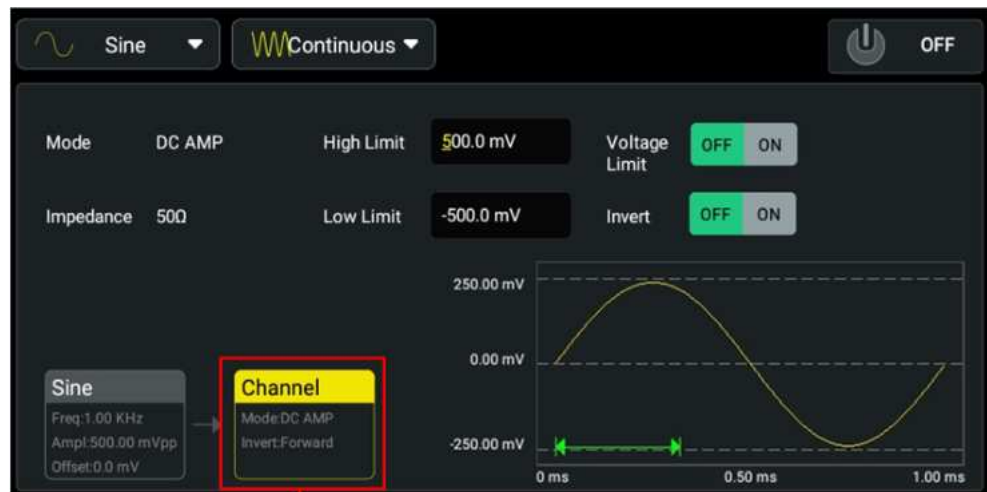 Sine
Continuous
OFF
Mode DC AMP High Limit 500.0 mV Voltage Limit OFF ON
Impedance 50Ω Low Limit -500.0 mV Invert OFF ON
250.00 mV
0.00 mV
-250.00 mV
0 ms 0.50 ms 1.00 ms
Sine
Freq:1.00 KHz
Ampl:500.00 mVpp
Offset:0.0 mV
Channel
Mode:DC AMP
Invert:Forward